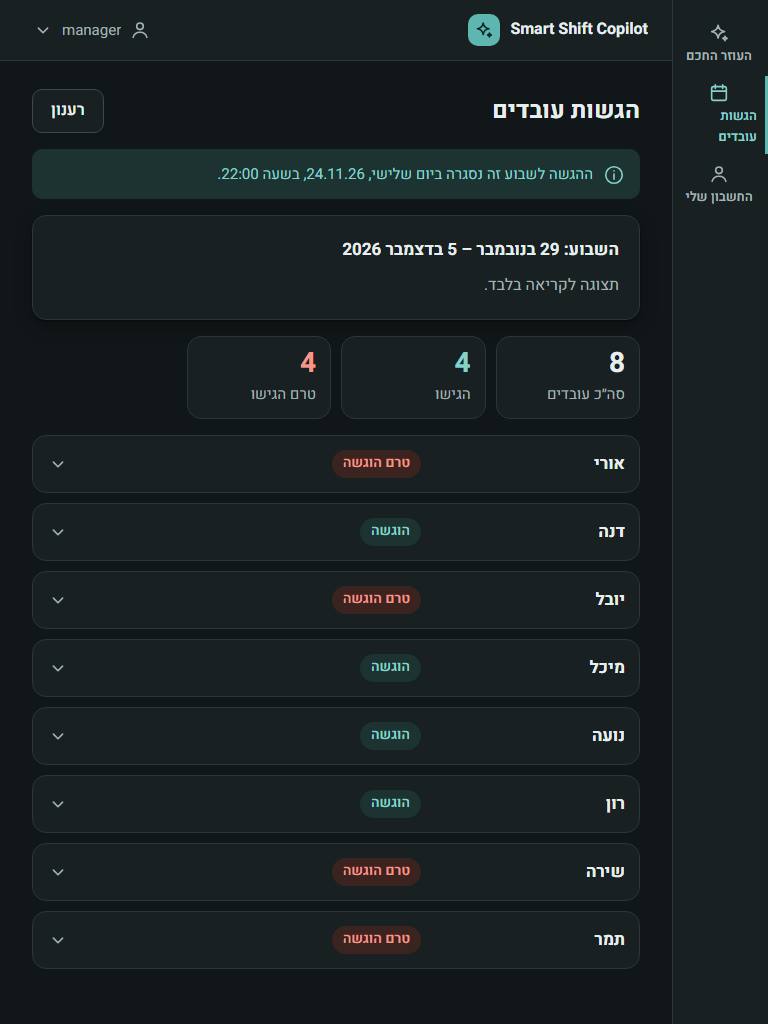 Smart Shift Copilot
manager
העוזר החכם
הגשות
עובדים
החשבון שלי
הגשות עובדים
רענון
ההגשה לשבוע זה נסגרה ביום שלישי, 24.11.26, בשעה 22:00.
השבוע: 29 בנובמבר – 5 בדצמבר 2026
תצוגה לקריאה בלבד.
8
סה״כ עובדים
4
הגישו
4
טרם הגישו
אורי
טרם הוגשה
דנה
הוגשה
יובל
טרם הוגשה
מיכל
הוגשה
נועה
הוגשה
רון
הוגשה
שירה
טרם הוגשה
תמר
טרם הוגשה